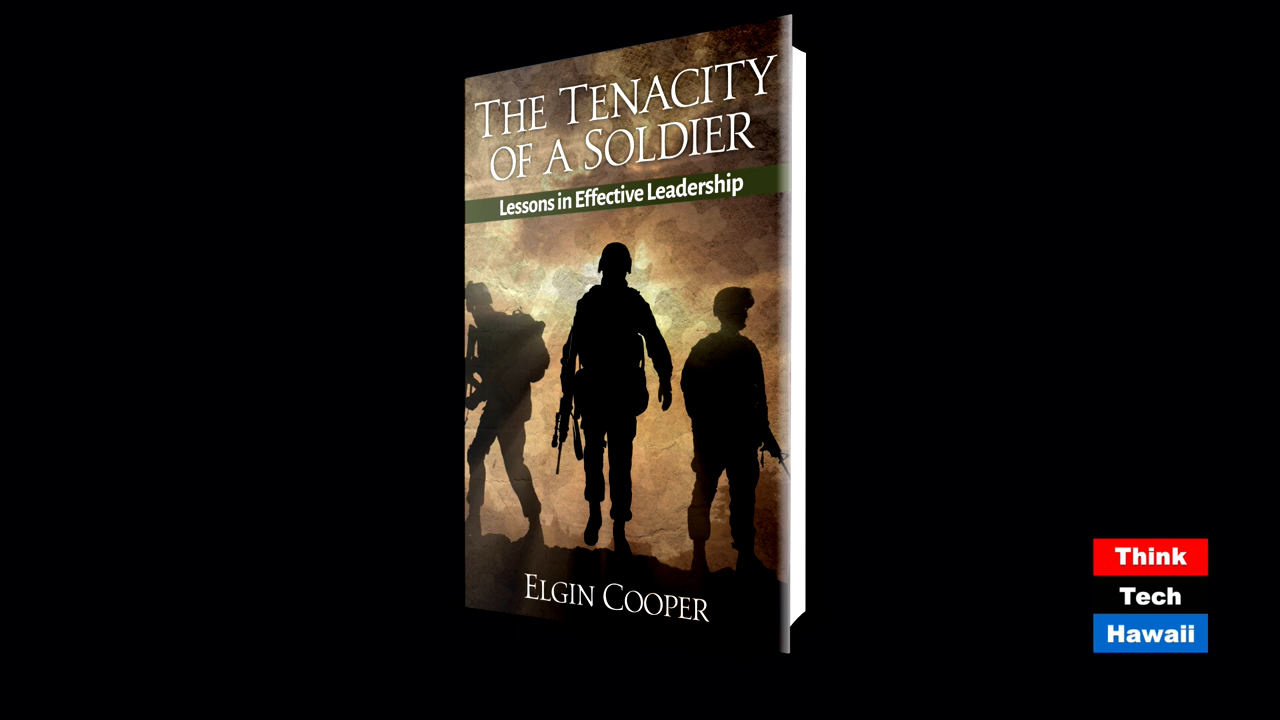 THE TENACITY
OF A SOLDIER
Lessons in Effective Leadership
ELGIN COOPER
Think
Tech
Hawaii